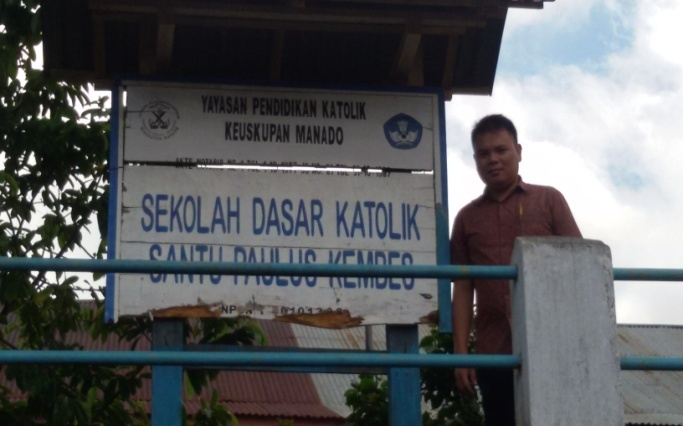 YAYASAN PENDIDIKAN KATOLIK
KEUSKUPAN MANADO
SEKOLAH DASAR KATOLIK
SANTU PAULUS KEMBES